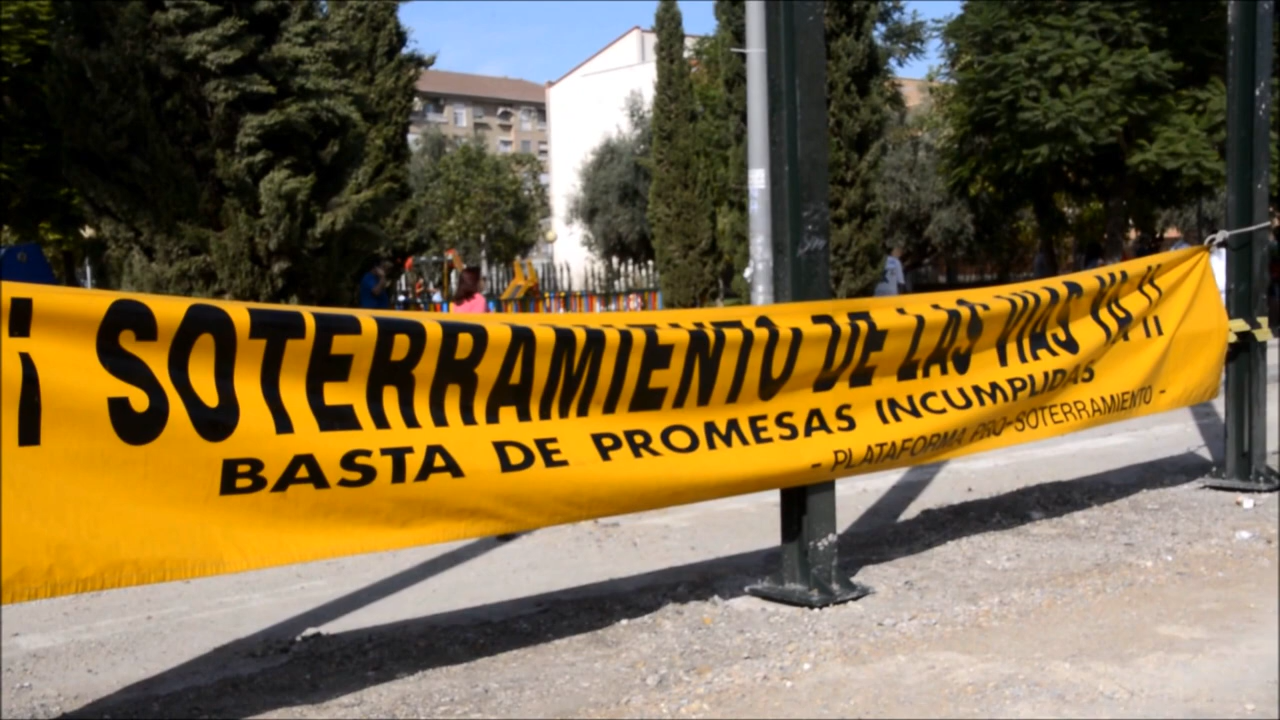 ¡ SOTERRAMIENTO DE LAS VIAS YA !!
BASTA DE PROMESAS INCUMPLIDAS
- PLATAFORMA PRO-SOTERRAMIENTO -